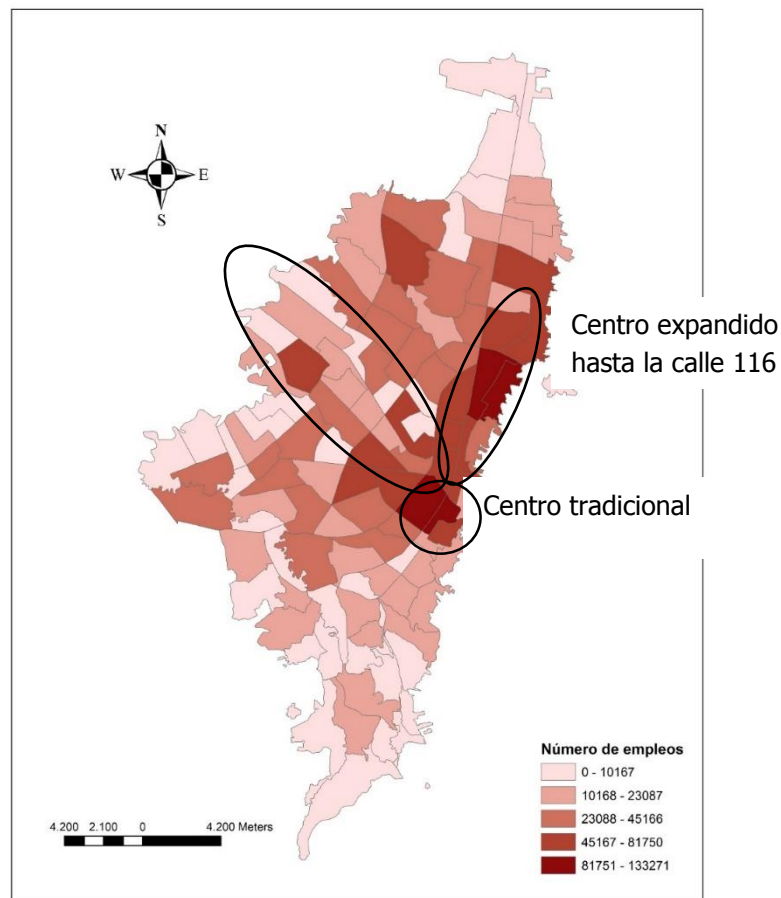 N
W E
S
Centro expandido
hasta la calle 116
Centro tradicional
Número de empleos
0 - 10167
10168 - 23087
23088 - 45166
45167 - 81750
81751 - 133271
4.200 2.100 0 4.200 Meters